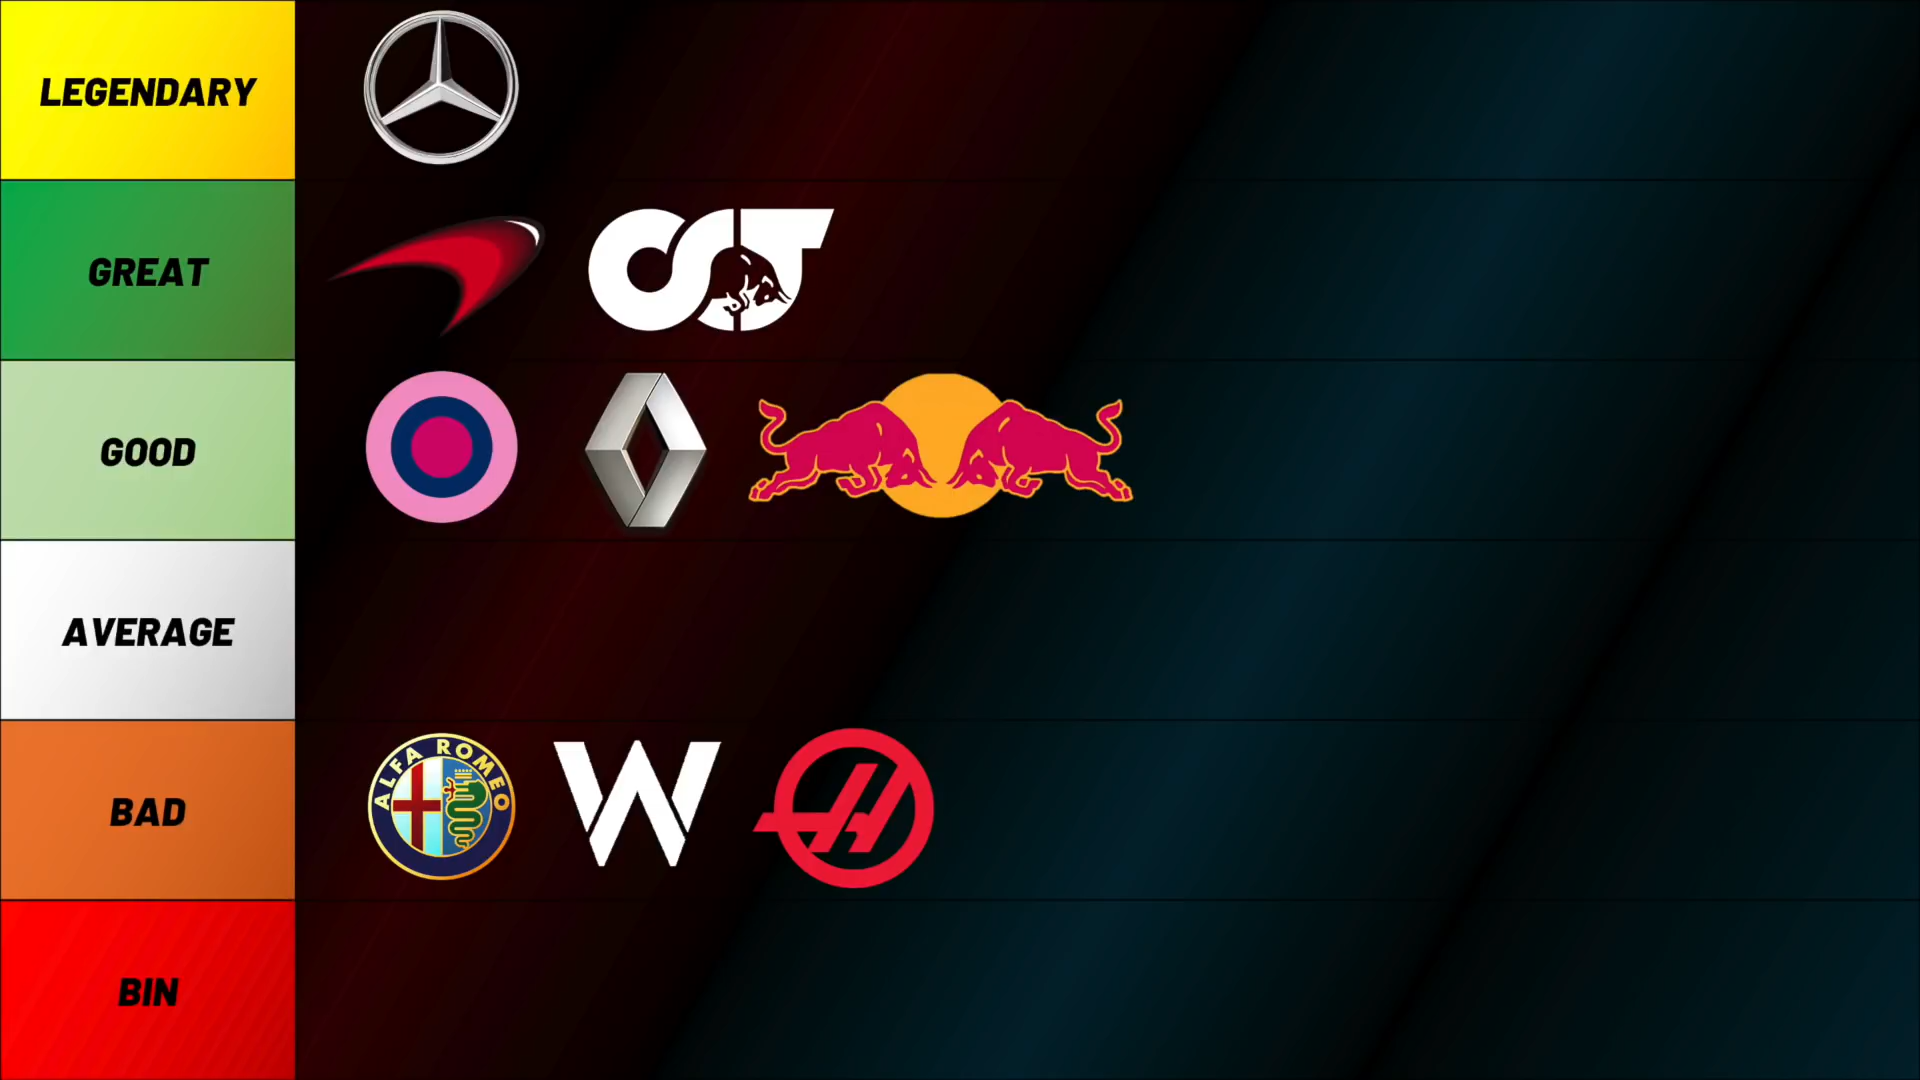 LEGENDARY
GREAT
GOOD
AVERAGE
BAD
ALFA ROMEO
W
H
BIN